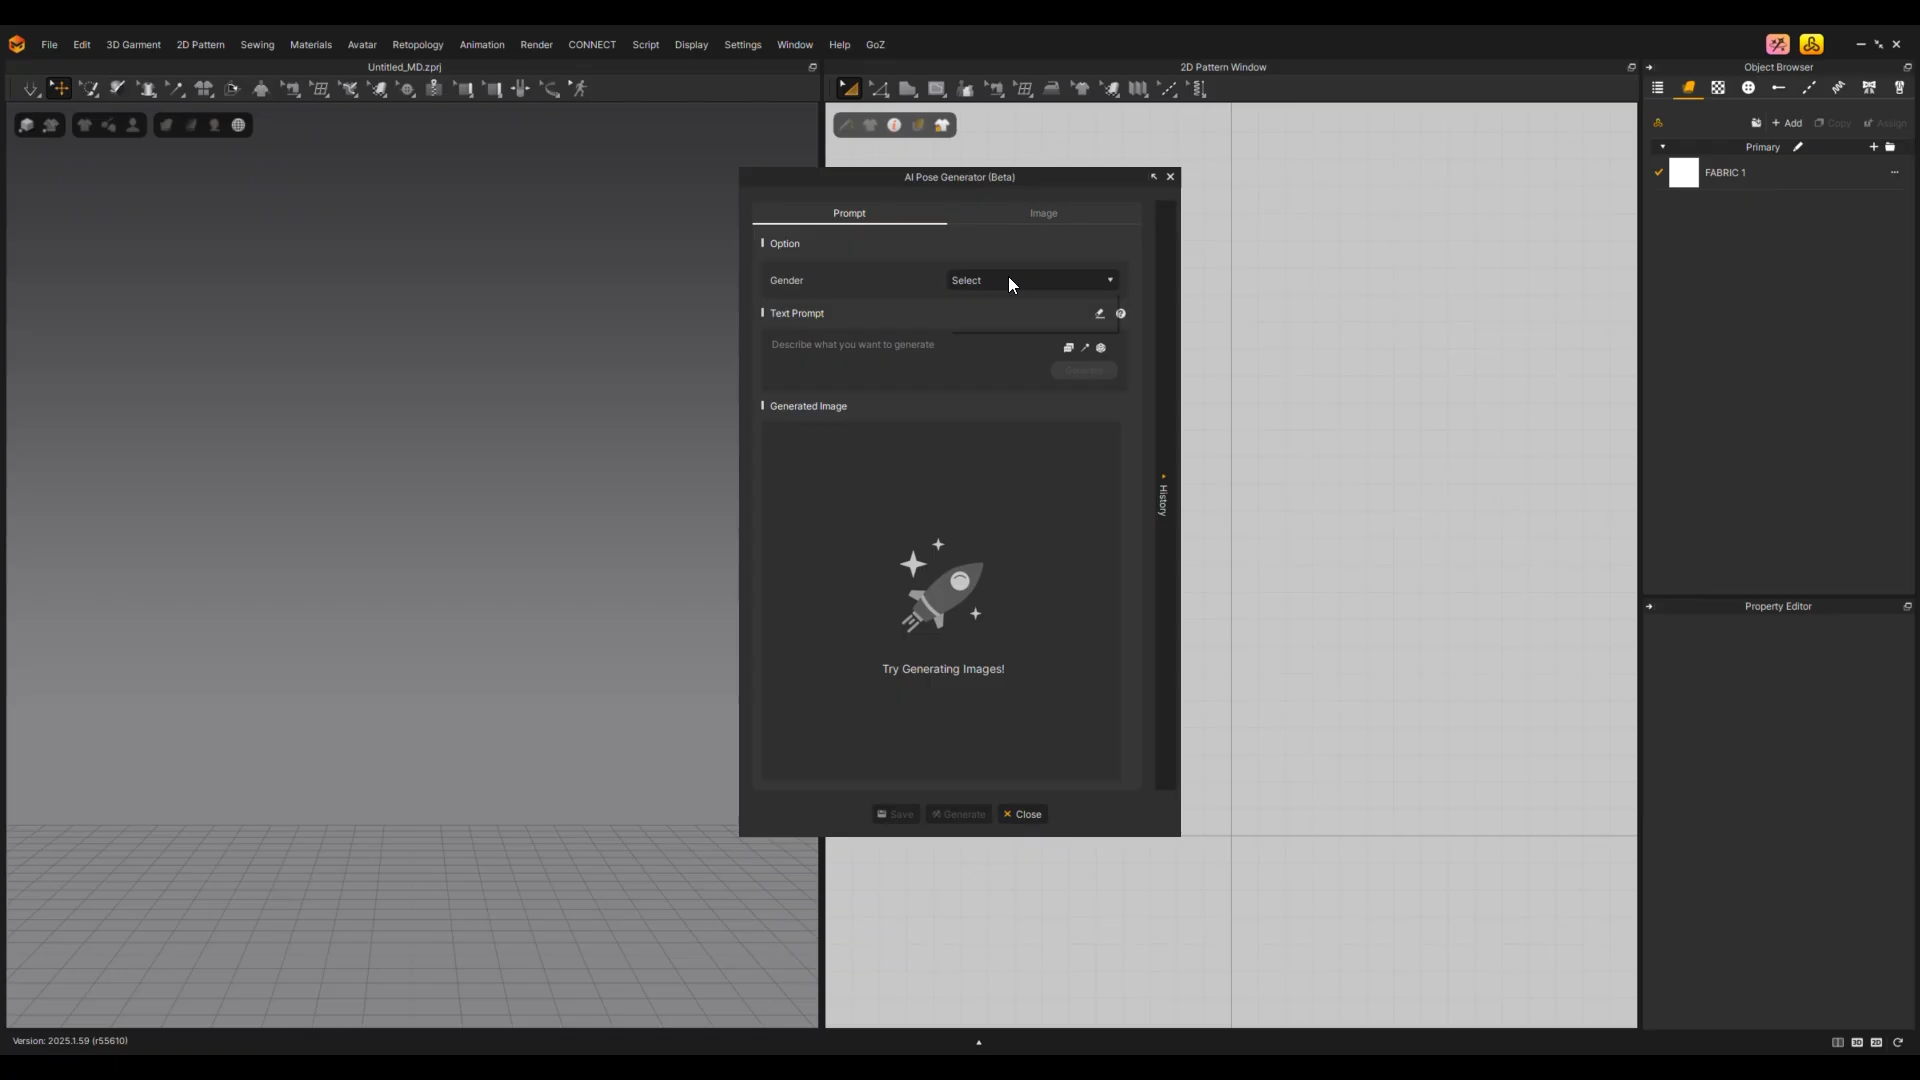 File Edit 3D Garment 2D Pattern Sewing Materials Avatar Retopology Animation Render CONNECT Script Display Settings Window Help GoZ
Untitled_MD.zprj
2D Pattern Window
Object Browser
+ Add Copy Assign
Primary
FABRIC 1
AI Pose Generator (Beta)
Prompt Image
Option
Gender Select
Text Prompt
Describe what you want to generate
Generate
Generated Image
Try Generating Images!
History
Save Generate Close
Property Editor
Version: 2025.1.59 (r55610)
3D 2D